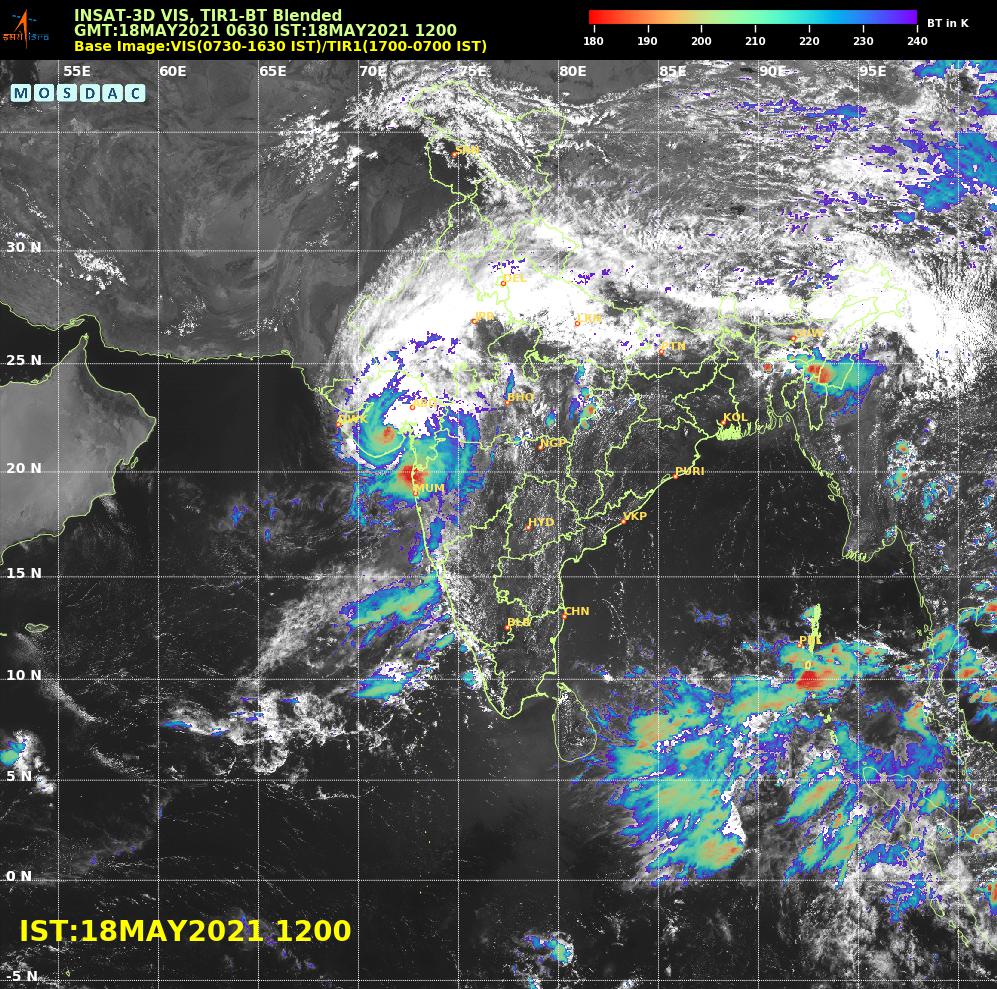 INSAT-3D VIS, TIR1-BT Blended
GMT:18MAY2021 0630 IST:18MAY2021 1200
Base Image:VIS(0730-1630 IST)/TIR1(1700-0700 IST)
BT in K
180 190 200 210 220 230 240
55E 60E 65E 70E 75E 80E 85E 90E 95E
MOSDAC
SRN
30 N
DEL
JPR
LKN
GUW
PTN
25 N
BHO
KOL
NGP
20 N
PURI
MUM
HYD
VKP
15 N
CHN
BLR
PBL
10 N
5 N
0 N
IST:18MAY2021 1200
-5 N